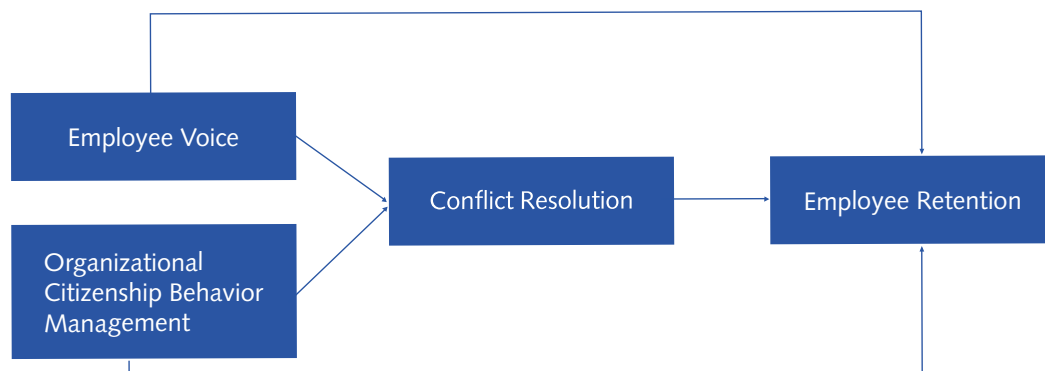 Employee Voice
Conflict Resolution
Employee Retention
Organizational
Citizenship Behavior
Management